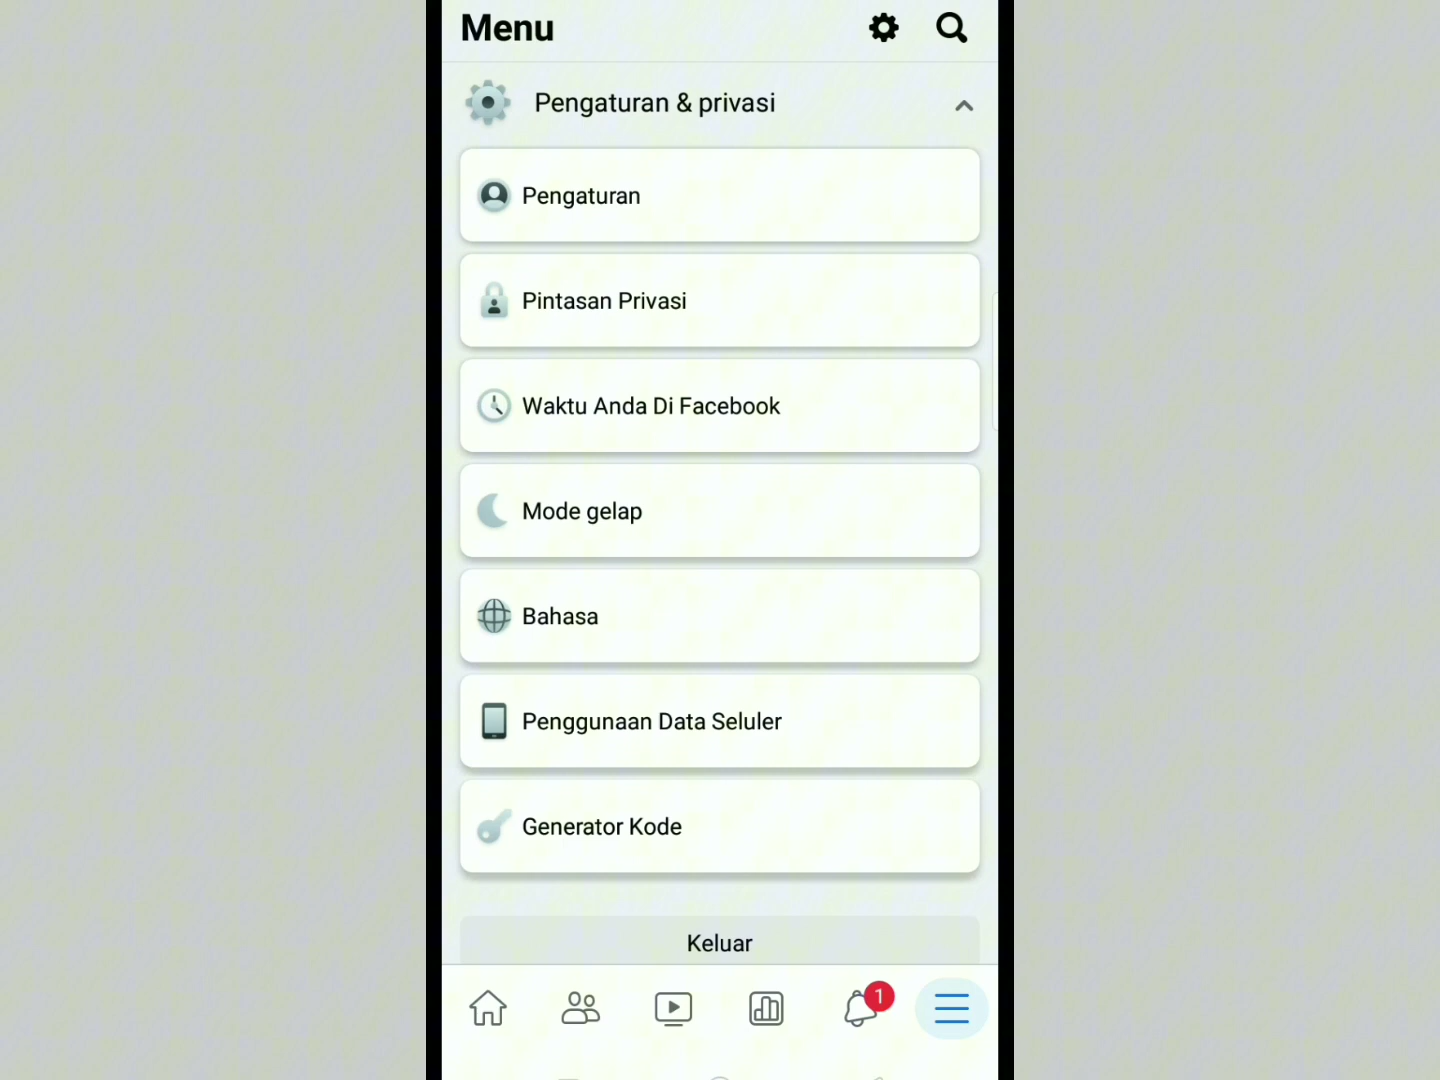 Menu
Pengaturan & privasi
Pengaturan
Pintasan Privasi
Waktu Anda Di Facebook
Mode gelap
Bahasa
Penggunaan Data Seluler
Generator Kode
Keluar
1